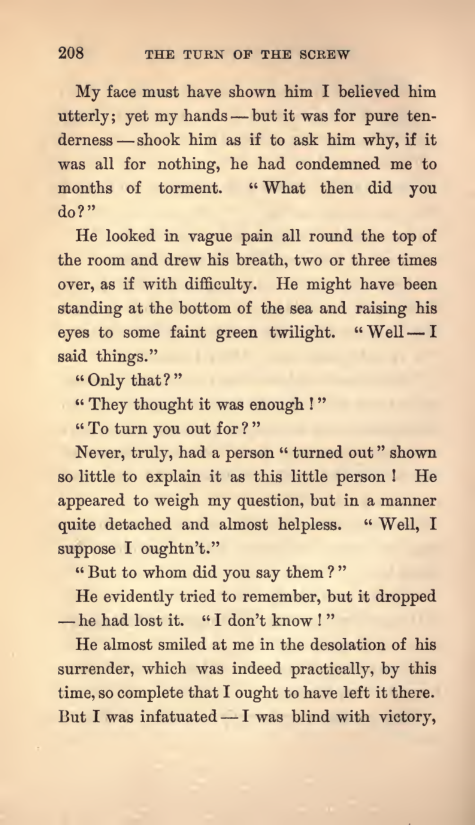 208 THE TURN OF THE SCREW
My face must have shown him I believed him
utterly; yet my hands — but it was for pure ten-
derness — shook him as if to ask him why, if it
was all for nothing, he had condemned me to
months of torment. "What then did you
do?"
He looked in vague pain all round the top of
the room and drew his breath, two or three times
over, as if with difficulty. He might have been
standing at the bottom of the sea and raising his
eyes to some faint green twilight. "Well — I
said things."
"Only that?"
"They thought it was enough!"
"To turn you out for?"
Never, truly, had a person "turned out" shown
so little to explain it as this little person! He
appeared to weigh my question, but in a manner
quite detached and almost helpless. "Well, I
suppose I oughtn't."
"But to whom did you say them?"
He evidently tried to remember, but it dropped
— he had lost it. "I don't know!"
He almost smiled at me in the desolation of his
surrender, which was indeed practically, by this
time, so complete that I ought to have left it there.
But I was infatuated — I was blind with victory,